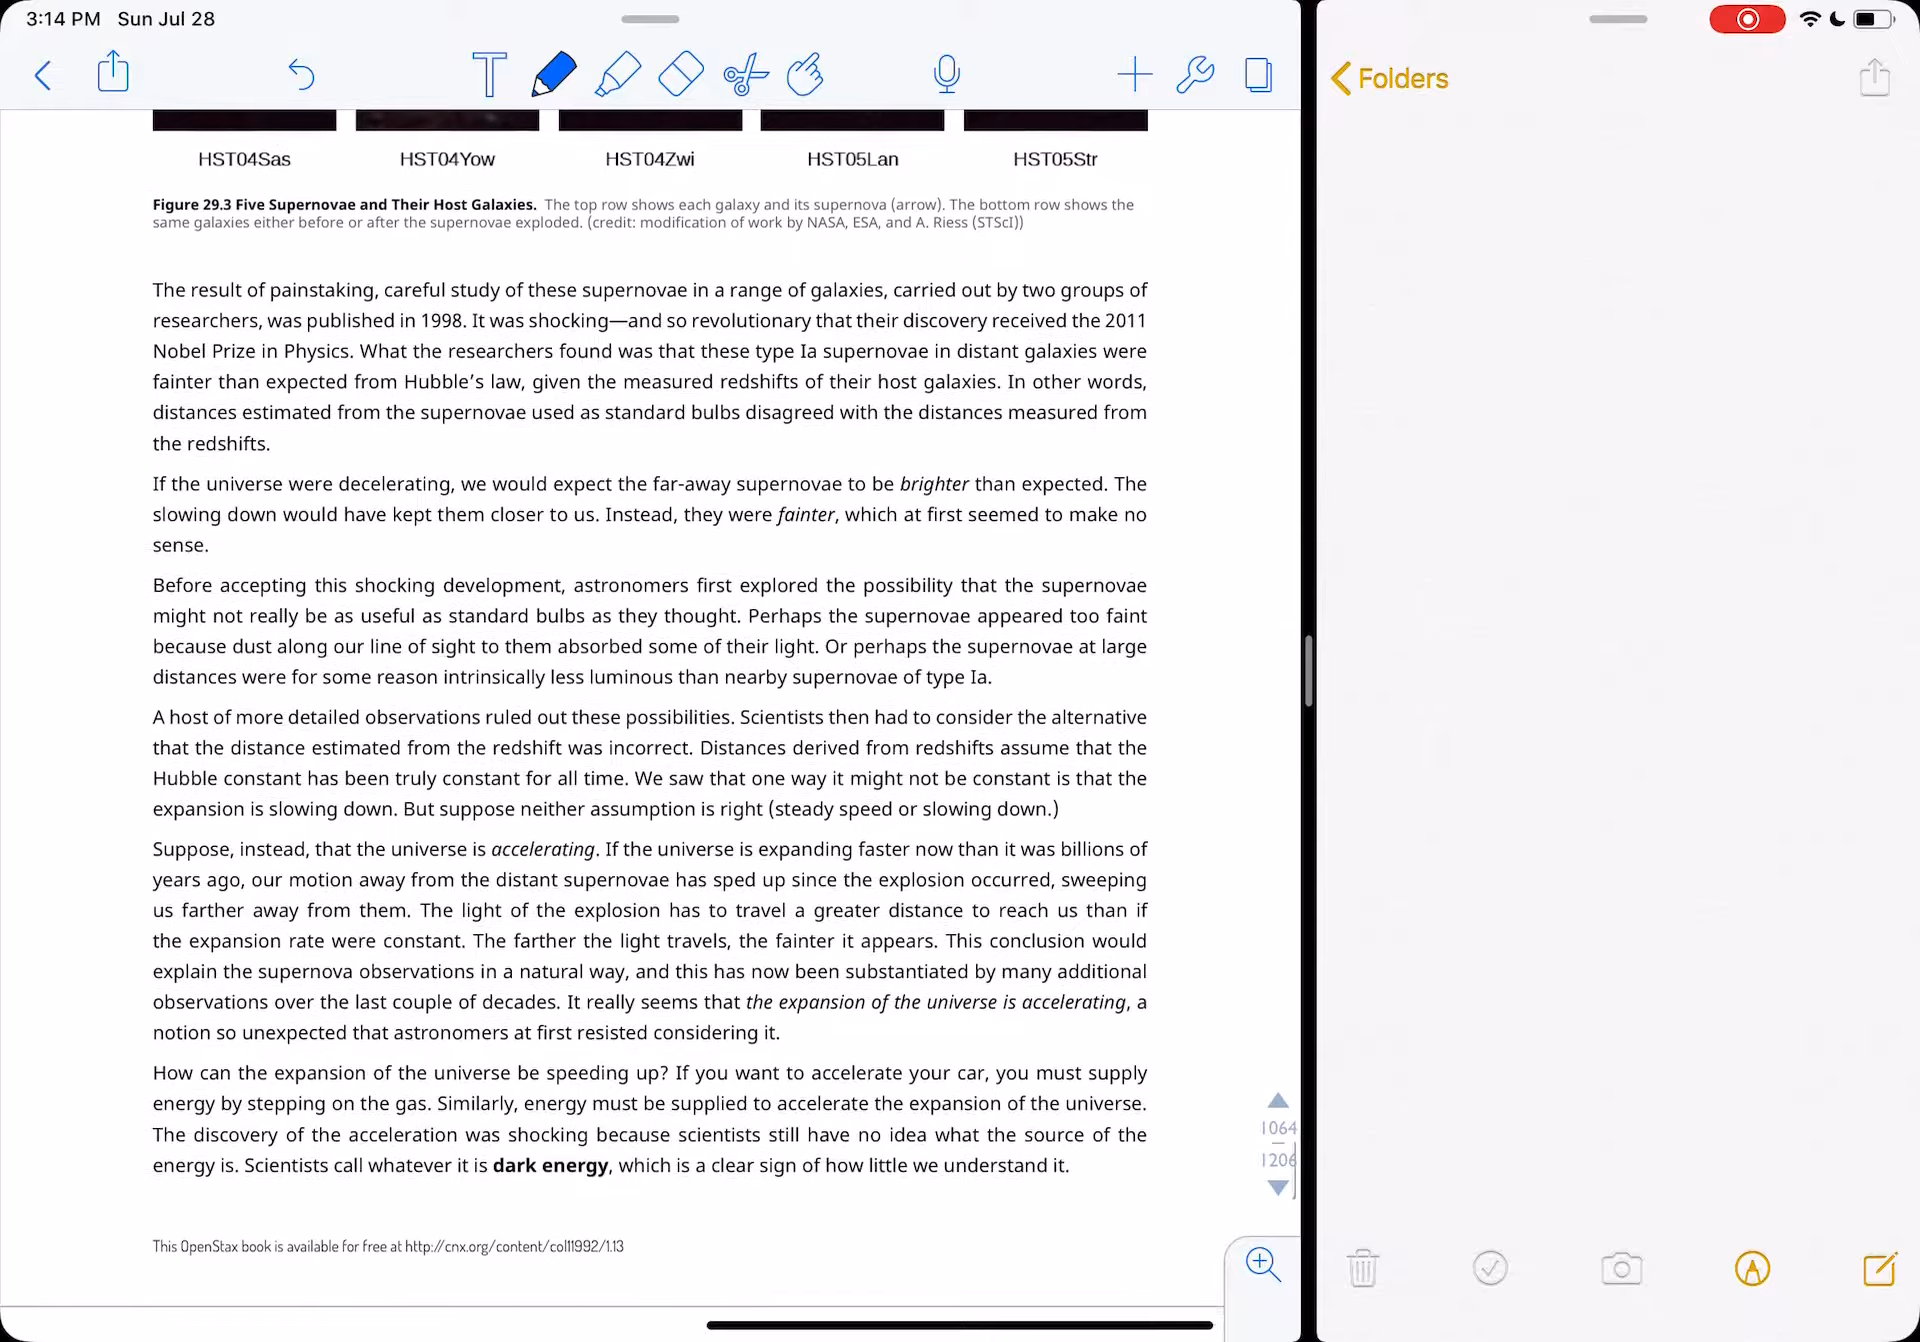 3:14 PM Sun Jul 28
Folders
HST04Sas HST04Yow HST04Zwi HST05Lan HST05Str
Figure 29.3 Five Supernovae and Their Host Galaxies. The top row shows each galaxy and its supernova (arrow). The bottom row shows the
same galaxies either before or after the supernovae exploded. (credit: modification of work by NASA, ESA, and A. Riess (STScI))
The result of painstaking, careful study of these supernovae in a range of galaxies, carried out by two groups of
researchers, was published in 1998. It was shocking—and so revolutionary that their discovery received the 2011
Nobel Prize in Physics. What the researchers found was that these type Ia supernovae in distant galaxies were
fainter than expected from Hubble’s law, given the measured redshifts of their host galaxies. In other words,
distances estimated from the supernovae used as standard bulbs disagreed with the distances measured from
the redshifts.
If the universe were decelerating, we would expect the far-away supernovae to be brighter than expected. The
slowing down would have kept them closer to us. Instead, they were fainter, which at first seemed to make no
sense.
Before accepting this shocking development, astronomers first explored the possibility that the supernovae
might not really be as useful as standard bulbs as they thought. Perhaps the supernovae appeared too faint
because dust along our line of sight to them absorbed some of their light. Or perhaps the supernovae at large
distances were for some reason intrinsically less luminous than nearby supernovae of type Ia.
A host of more detailed observations ruled out these possibilities. Scientists then had to consider the alternative
that the distance estimated from the redshift was incorrect. Distances derived from redshifts assume that the
Hubble constant has been truly constant for all time. We saw that one way it might not be constant is that the
expansion is slowing down. But suppose neither assumption is right (steady speed or slowing down.)
Suppose, instead, that the universe is accelerating. If the universe is expanding faster now than it was billions of
years ago, our motion away from the distant supernovae has sped up since the explosion occurred, sweeping
us farther away from them. The light of the explosion has to travel a greater distance to reach us than if
the expansion rate were constant. The farther the light travels, the fainter it appears. This conclusion would
explain the supernova observations in a natural way, and this has now been substantiated by many additional
observations over the last couple of decades. It really seems that the expansion of the universe is accelerating, a
notion so unexpected that astronomers at first resisted considering it.
How can the expansion of the universe be speeding up? If you want to accelerate your car, you must supply
energy by stepping on the gas. Similarly, energy must be supplied to accelerate the expansion of the universe.
The discovery of the acceleration was shocking because scientists still have no idea what the source of the
energy is. Scientists call whatever it is dark energy, which is a clear sign of how little we understand it.
1064
1206
This OpenStax book is available for free at http://cnx.org/content/col11992/1.13